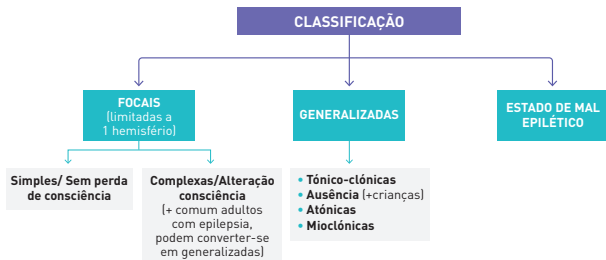 CLASSIFICAÇÃO
FOCAIS
(limitadas a
1 hemisfério)
GENERALIZADAS
ESTADO DE MAL
EPILÉTICO
Simples/ Sem perda
de consciência
Complexas/Alteração
consciência
(+ comum adultos
com epilepsia,
podem converter-se
em generalizadas)
• Tónico-clónicas
• Ausência (+crianças)
• Atónicas
• Mioclónicas